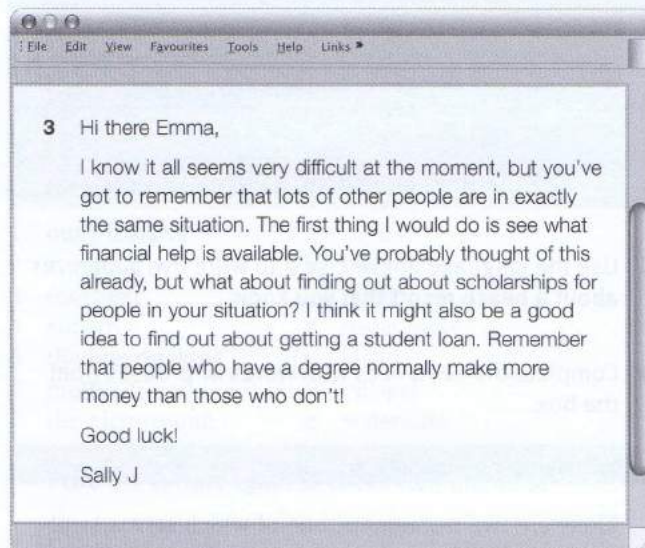 File Edit View Favourites Tools Help Links »
3 Hi there Emma,
I know it all seems very difficult at the moment, but you've
got to remember that lots of other people are in exactly
the same situation. The first thing I would do is see what
financial help is available. You've probably thought of this
already, but what about finding out about scholarships for
people in your situation? I think it might also be a good
idea to find out about getting a student loan. Remember
that people who have a degree normally make more
money than those who don't!
Good luck!
Sally J